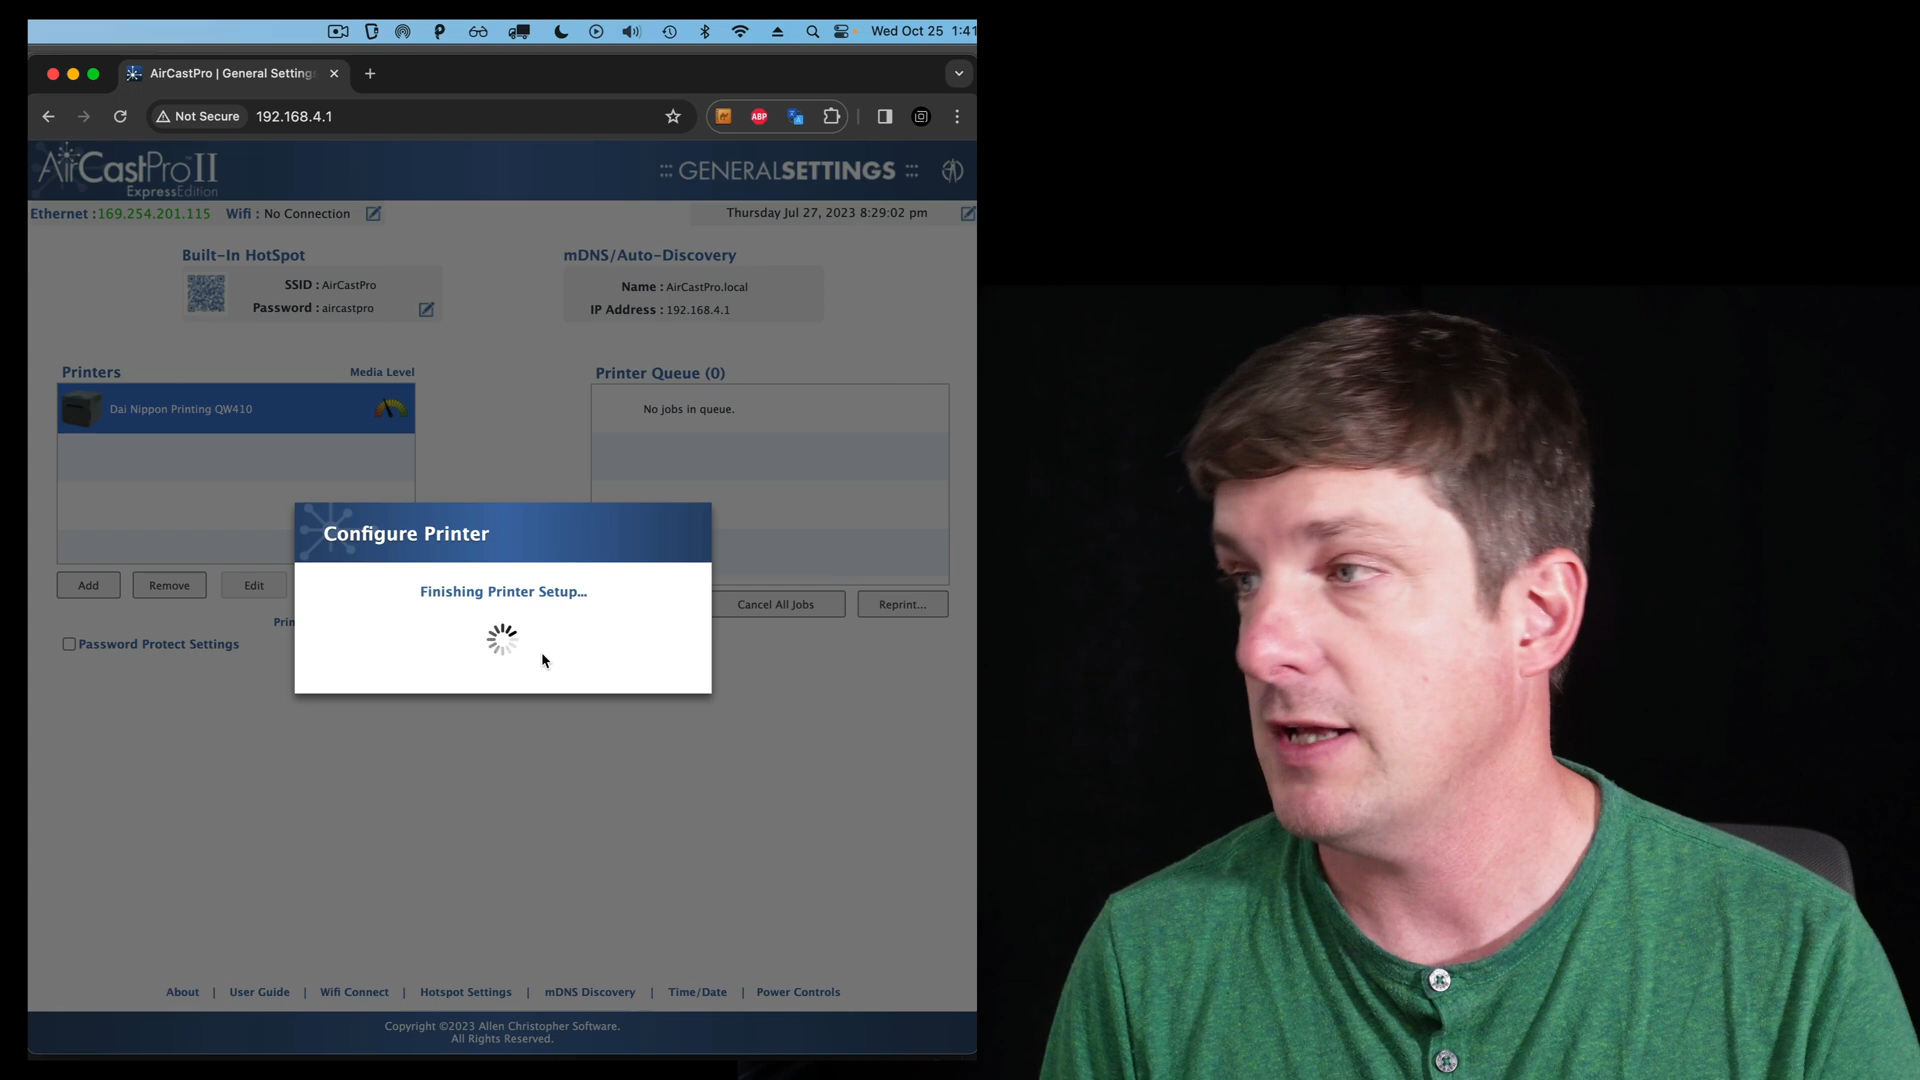 Wed Oct 25 1:41
AirCastPro | General Settings
Not Secure 192.168.4.1
ABP
AirCastPro II
ExpressEdition
::: GENERALSETTINGS :::
Ethernet :169.254.201.115 Wifi : No Connection
Thursday Jul 27, 2023 8:29:02 pm
Built-In HotSpot
SSID : AirCastPro
Password : aircastpro
mDNS/Auto-Discovery
Name : AirCastPro.local
IP Address : 192.168.4.1
Printers Media Level
Dai Nippon Printing QW410
Printer Queue (0)
No jobs in queue.
Configure Printer
Finishing Printer Setup...
Add Remove Edit
Cancel All Jobs Reprint...
Prin
Password Protect Settings
About | User Guide | Wifi Connect | Hotspot Settings | mDNS Discovery | Time/Date | Power Controls
Copyright ©2023 Allen Christopher Software.
All Rights Reserved.